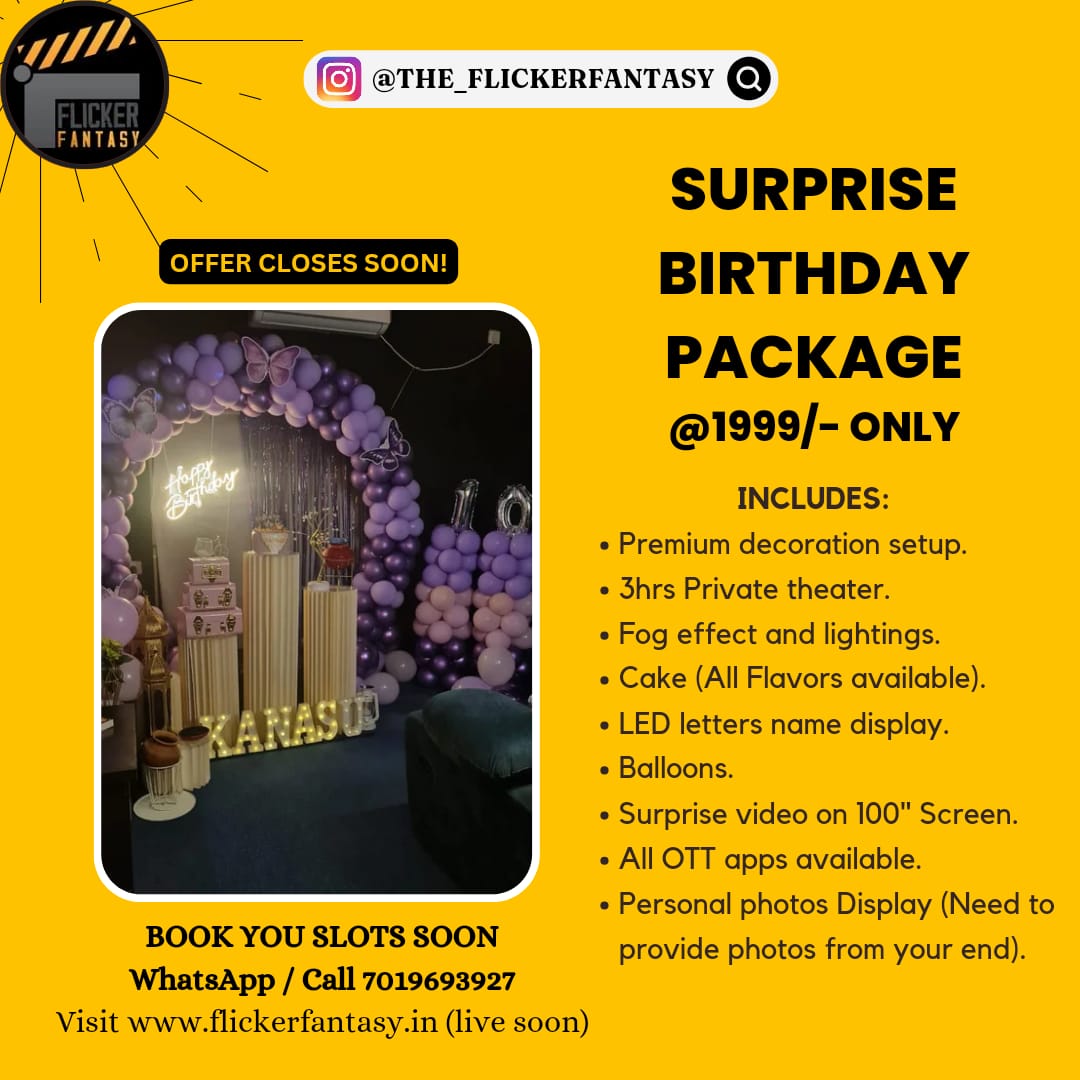 FLICKER
FANTASY
@THE_FLICKERFANTASY
SURPRISE
BIRTHDAY
PACKAGE
@1999/- ONLY
OFFER CLOSES SOON!
Happy
Birthday
10
KANASU
INCLUDES:
• Premium decoration setup.
• 3hrs Private theater.
• Fog effect and lightings.
• Cake (All Flavors available).
• LED letters name display.
• Balloons.
• Surprise video on 100" Screen.
• All OTT apps available.
• Personal photos Display (Need to
provide photos from your end).
BOOK YOU SLOTS SOON
WhatsApp / Call 7019693927
Visit www.flickerfantasy.in (live soon)